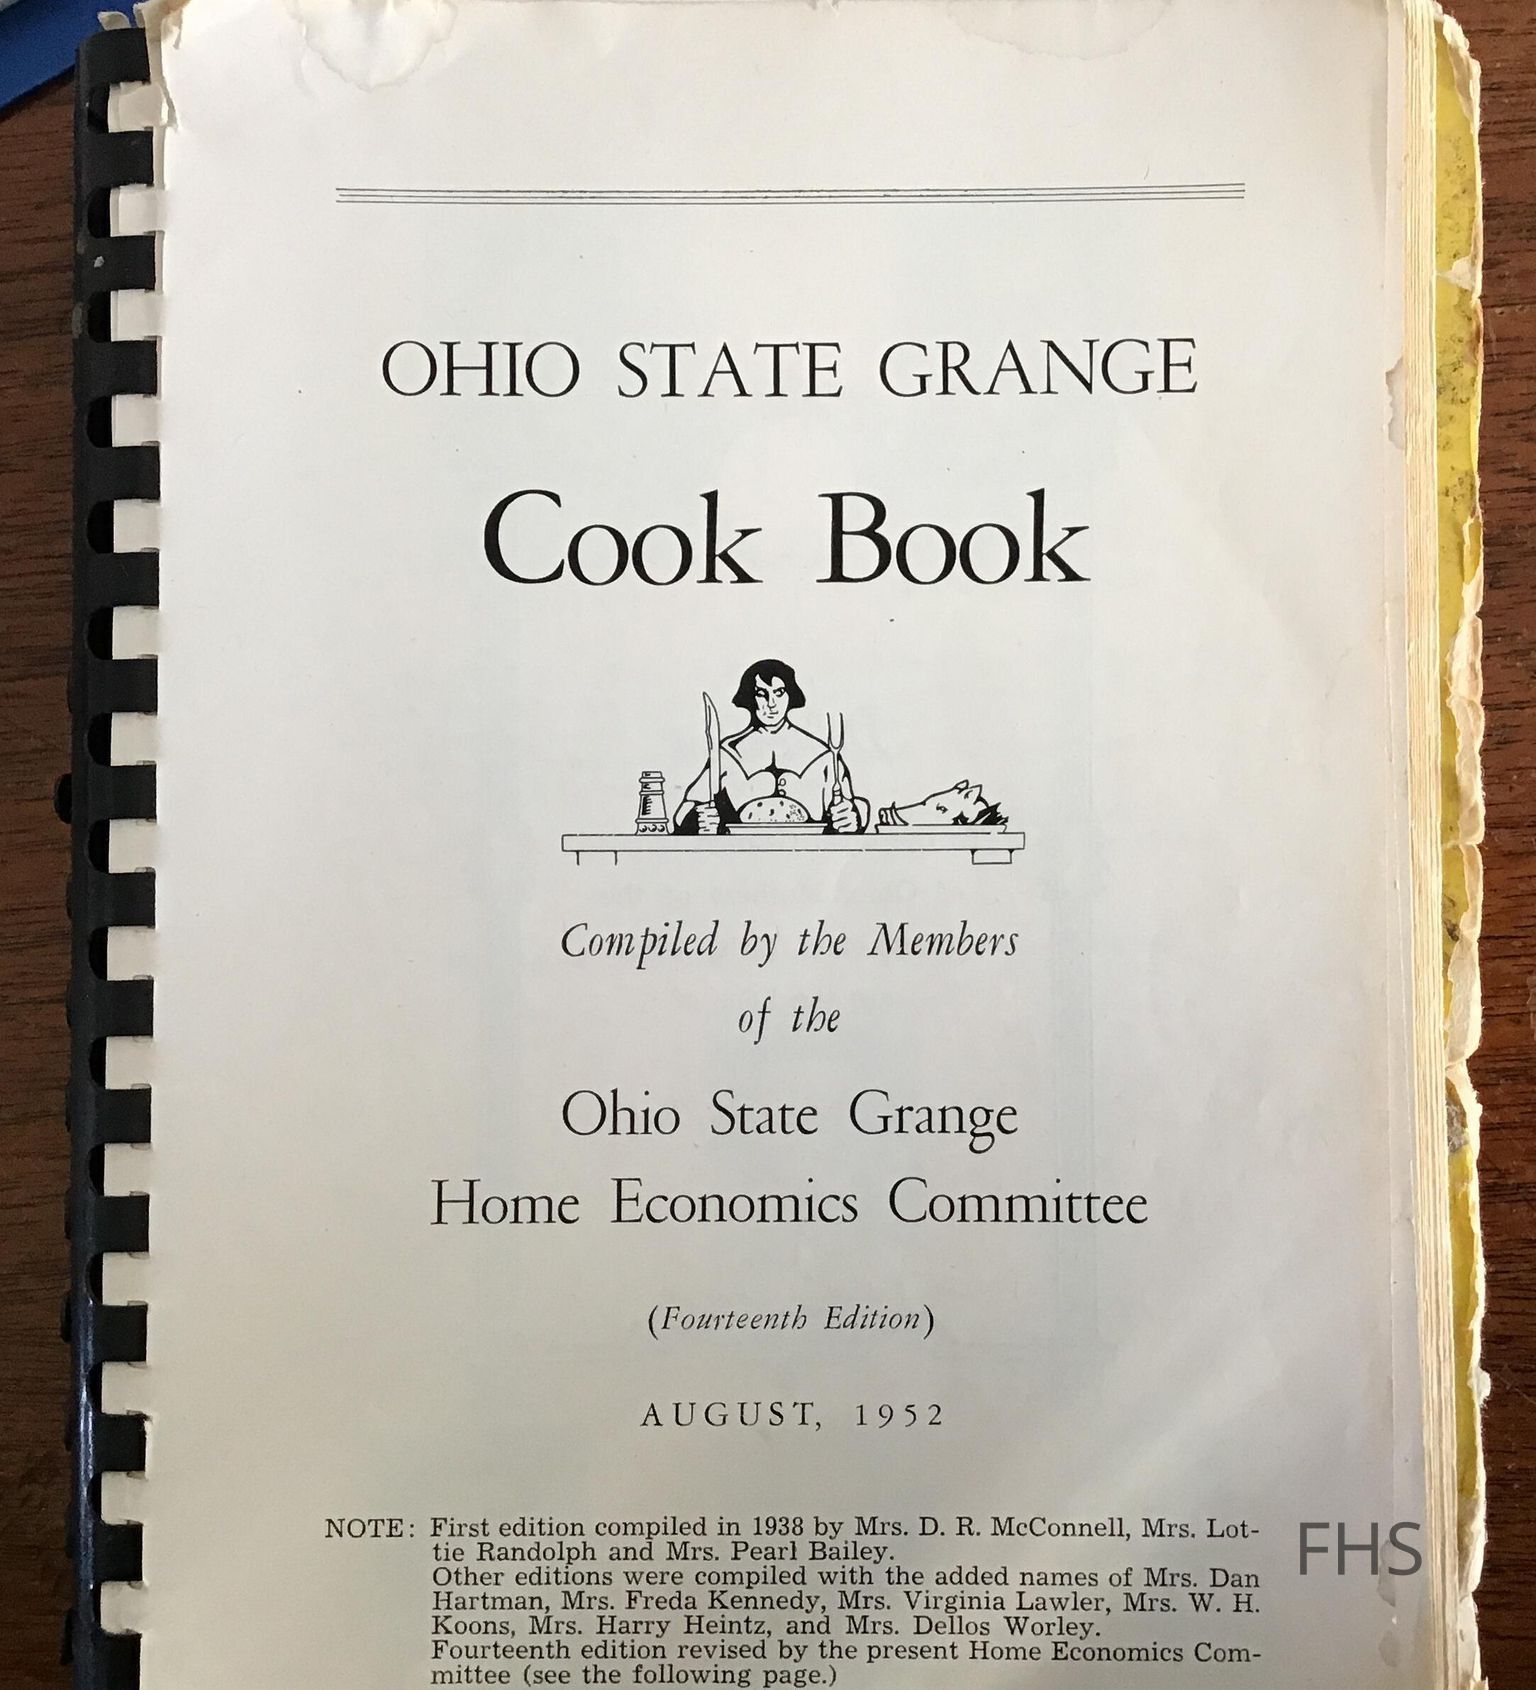 OHIO STATE GRANGE
Cook Book
Compiled by the Members
of the
Ohio State Grange
Home Economics Committee
(Fourteenth Edition)
AUGUST, 1952
NOTE: First edition compiled in 1938 by Mrs. D. R. McConnell, Mrs. Lot-
tie Randolph and Mrs. Pearl Bailey.
Other editions were compiled with the added names of Mrs. Dan
Hartman, Mrs. Freda Kennedy, Mrs. Virginia Lawler, Mrs. W. H.
Koons, Mrs. Harry Heintz, and Mrs. Dellos Worley.
Fourteenth edition revised by the present Home Economics Com-
mittee (see the following page.)
FHS